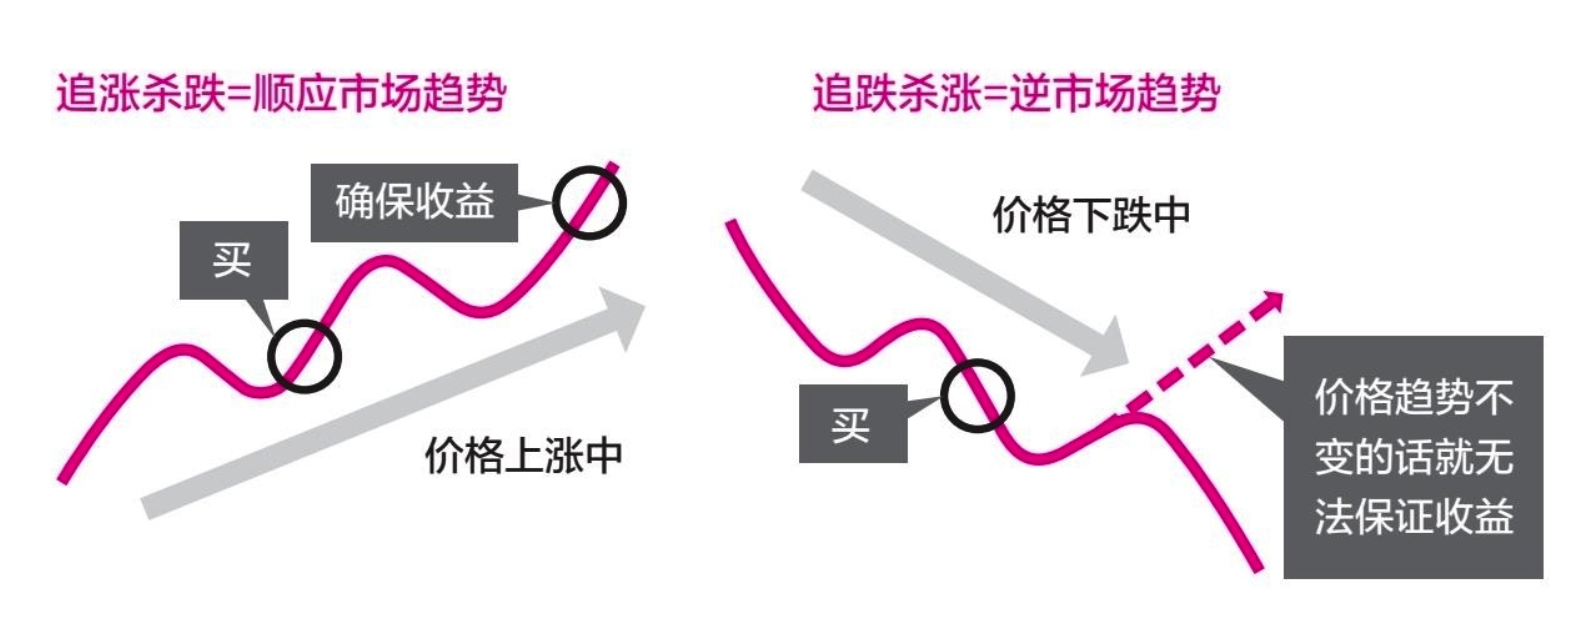 追涨杀跌=顺应市场趋势
确保收益
买
价格上涨中
追跌杀涨=逆市场趋势
价格下跌中
买
价格趋势不
变的话就无
法保证收益